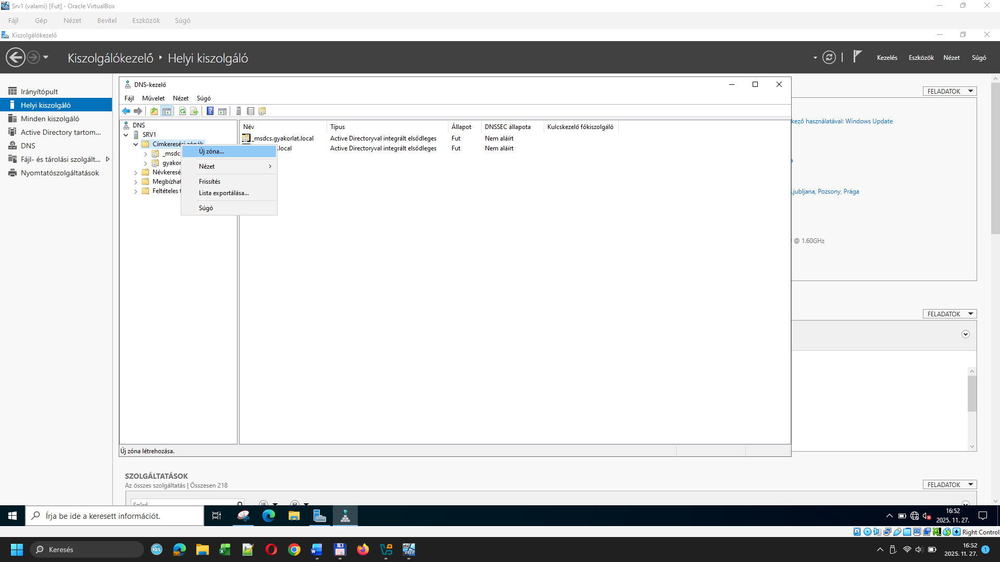 Srv1 (valami) [Fut] - Oracle VirtualBox
Fájl Gép Nézet Bevitel Eszközök Súgó
Kiszolgálókezelő
Kiszolgálókezelő ‣ Helyi kiszolgáló
Kezelés Eszközök Nézet Súgó
Irányítópult
Helyi kiszolgáló
Minden kiszolgáló
Active Directory tartom...
DNS
Fájl- és tárolási szolgált...
Nyomtatószolgáltatások
DNS-kezelő
Fájl Művelet Nézet Súgó
DNS
SRV1
Címkeresési zónák
_msdc
gyakor
Névkeresé
Megbízhat
Feltételes
Új zóna...
Nézet
Frissítés
Lista exportálása...
Súgó
Név Típus Állapot DNSSEC állapota Kulcskezelő főkiszolgáló
_msdcs.gyakorlat.local Active Directoryval integrált elsődleges Fut Nem aláírt
.local Active Directoryval integrált elsődleges Fut Nem aláírt
Új zóna létrehozása.
FELADATOK
kező használatával: Windows Update
Ljubljana, Pozsony, Prága
@ 1.60GHz
FELADATOK
SZOLGÁLTATÁSOK
Az összes szolgáltatás | Összesen 218
FELADATOK
Szűrő
Írja be ide a keresett információt.
16:52
2025. 11. 27.
Right Control
Keresés
16:52
2025. 11. 27.
1